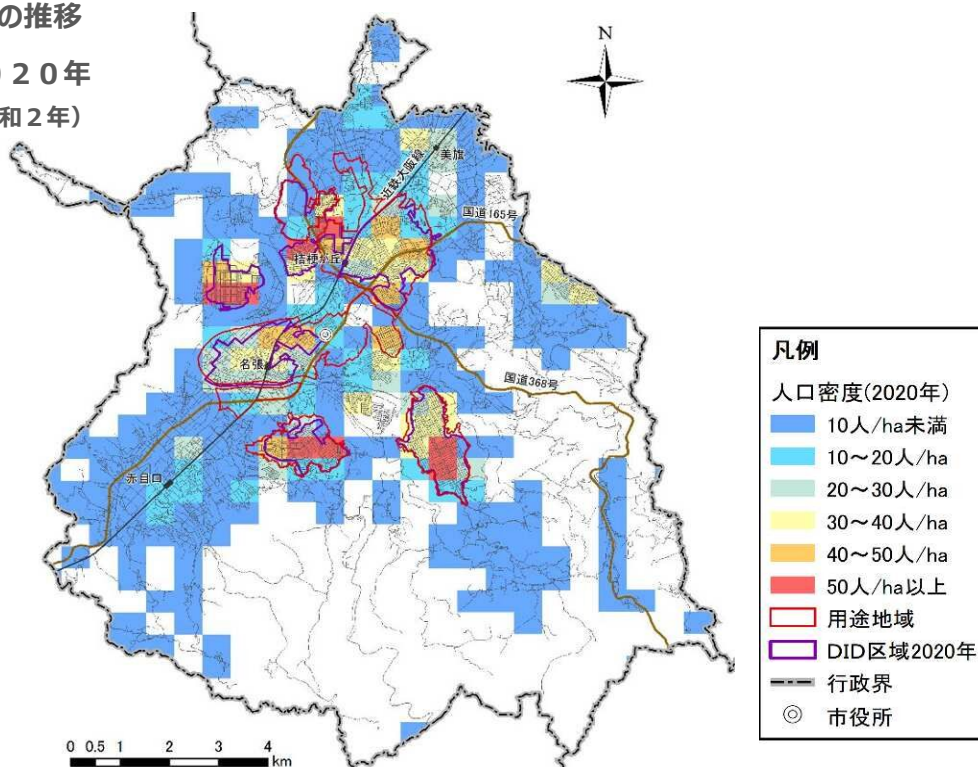 の推移
０２０年
和２年）
N
美旗
近鉄大阪線
国道165号
桔梗が丘
名張
国道368号
赤目口
0 0.5 1 2 3 4
km
凡例
人口密度(2020年)
10人/ha未満
10～20人/ha
20～30人/ha
30～40人/ha
40～50人/ha
50人/ha以上
用途地域
DID区域2020年
行政界
市役所